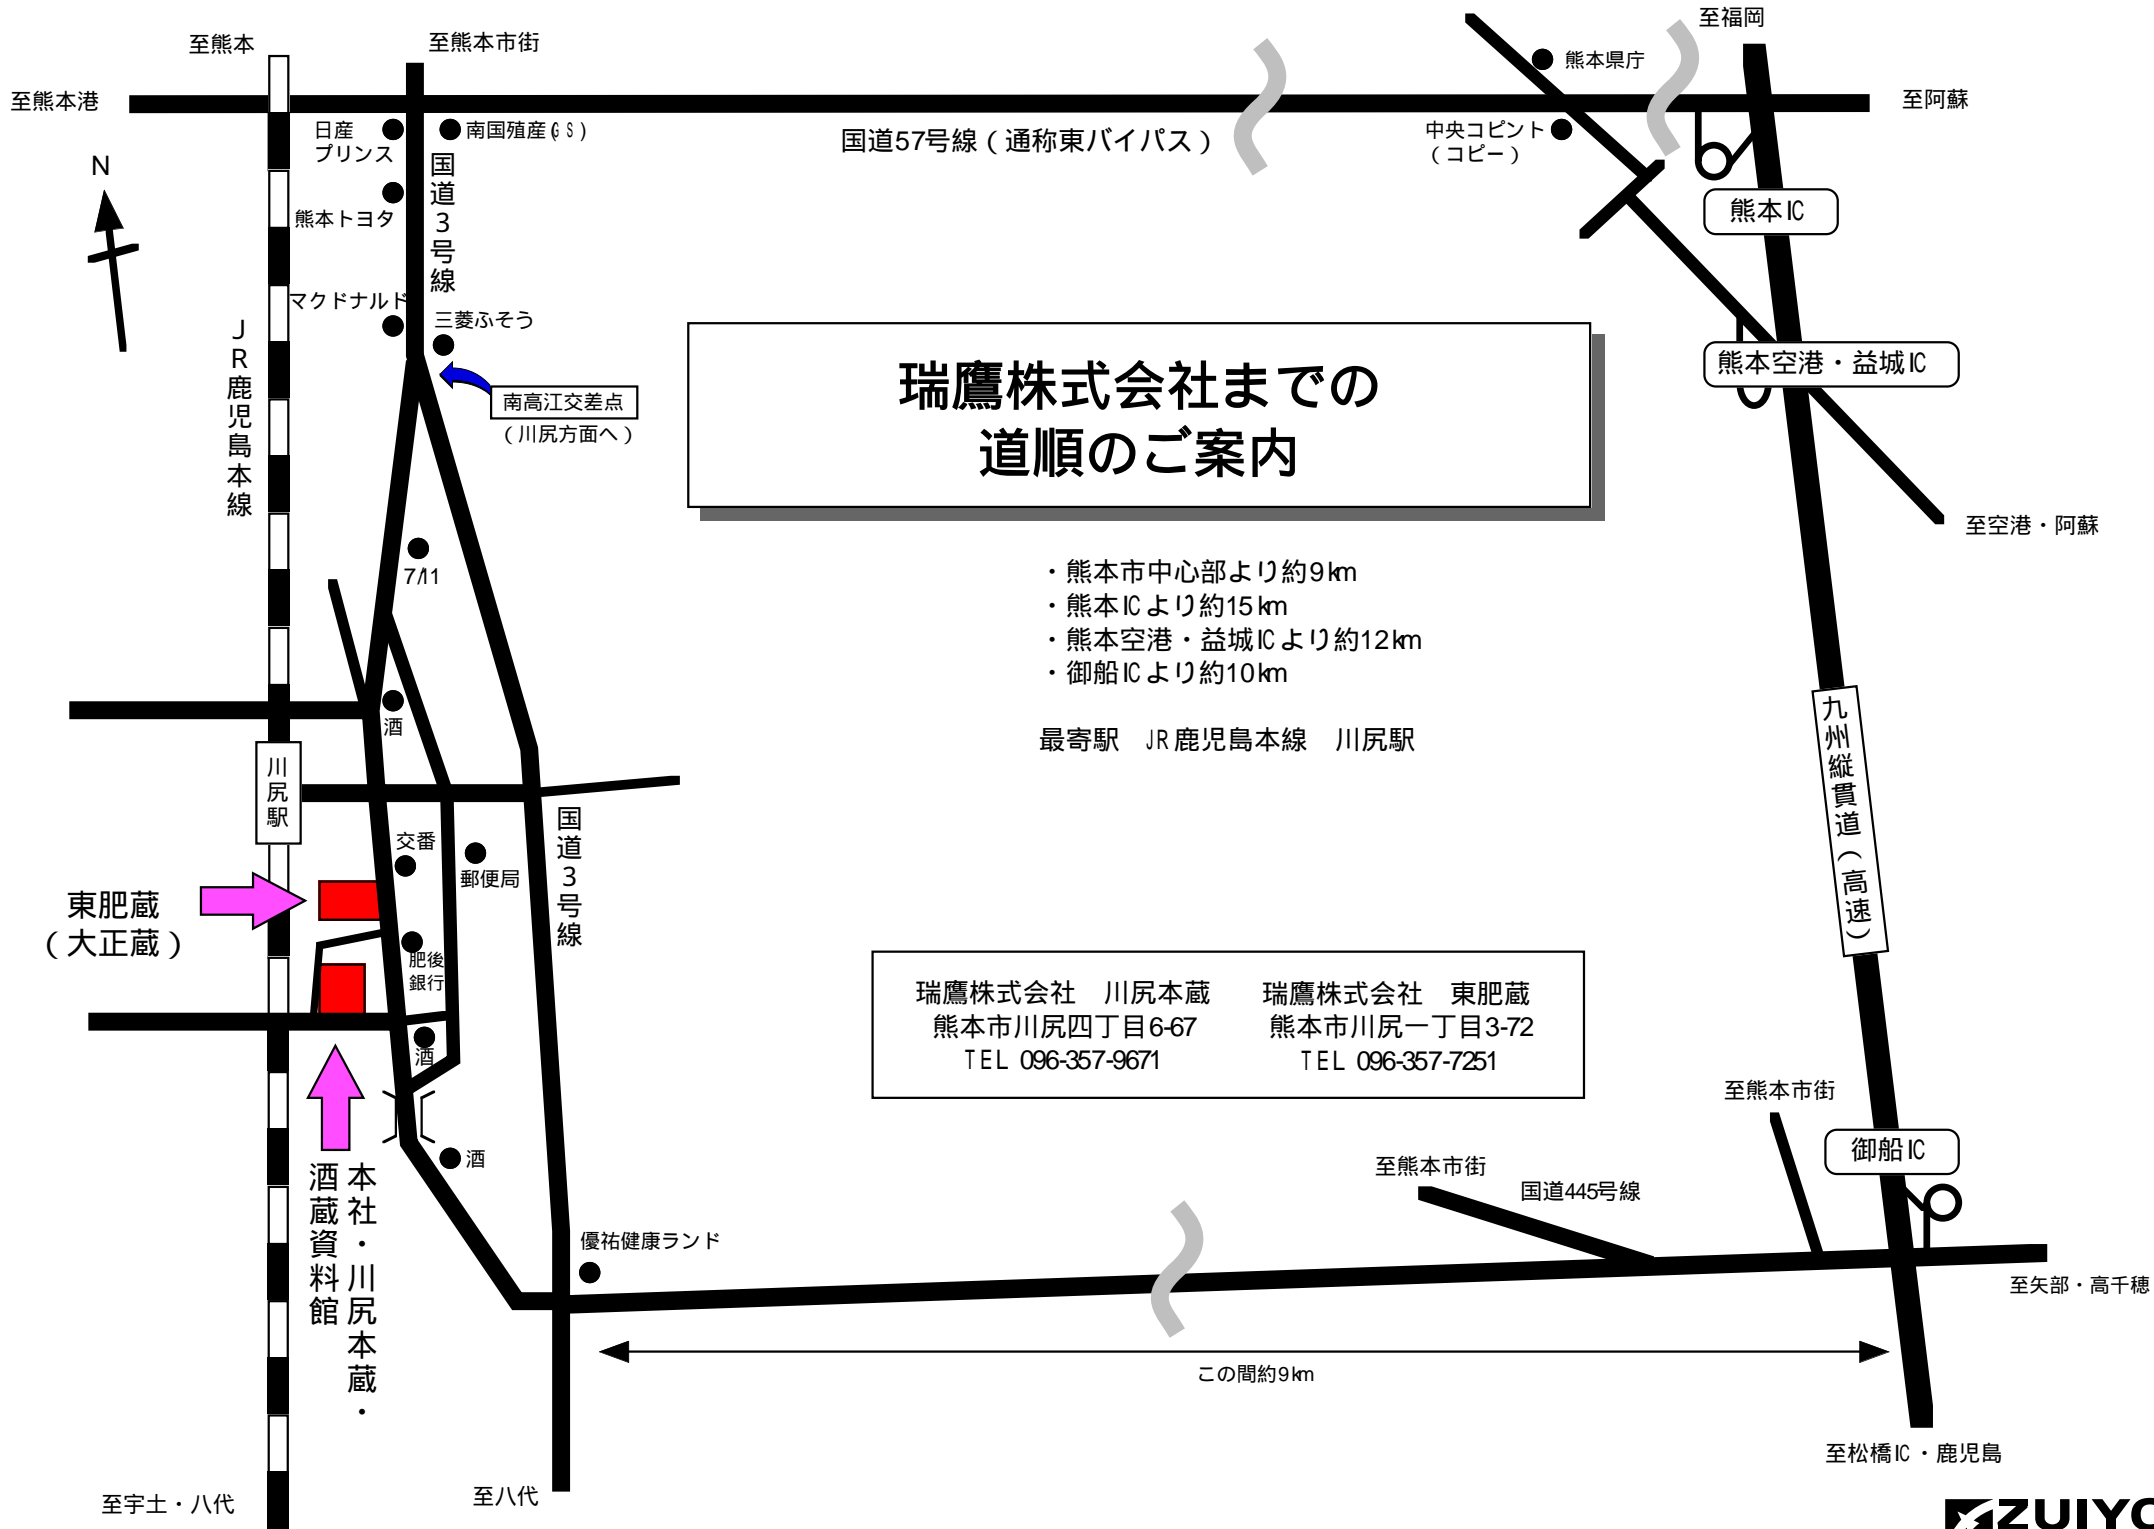 至福岡
至熊本
至熊本市街
熊本県庁
至熊本港
至阿蘇
日産
プリンス
南国殖産(GS)
国道57号線(通称東バイパス)
中央コピント
(コピー)
N
国道3号線
熊本トヨタ
熊本IC
マクドナルド
三菱ふそう
JR鹿児島本線
瑞鷹株式会社までの
道順のご案内
熊本空港・益城IC
南高江交差点
(川尻方面へ)
至空港・阿蘇
7/11
・熊本市中心部より約9km
・熊本ICより約15km
・熊本空港・益城ICより約12km
・御船ICより約10km
酒
最寄駅 JR鹿児島本線 川尻駅
九州縦貫道(高速)
川尻駅
国道3号線
交番
郵便局
東肥蔵
(大正蔵)
肥後
銀行
瑞鷹株式会社 川尻本蔵
熊本市川尻四丁目6-67
TEL 096-357-9671
瑞鷹株式会社 東肥蔵
熊本市川尻一丁目3-72
TEL 096-357-7251
酒
至熊本市街
御船IC
酒
本社・川尻本蔵・
酒蔵資料館
至熊本市街
国道445号線
優祐健康ランド
至矢部・高千穂
この間約9km
至松橋IC・鹿児島
至宇土・八代
至八代
ZUIYO